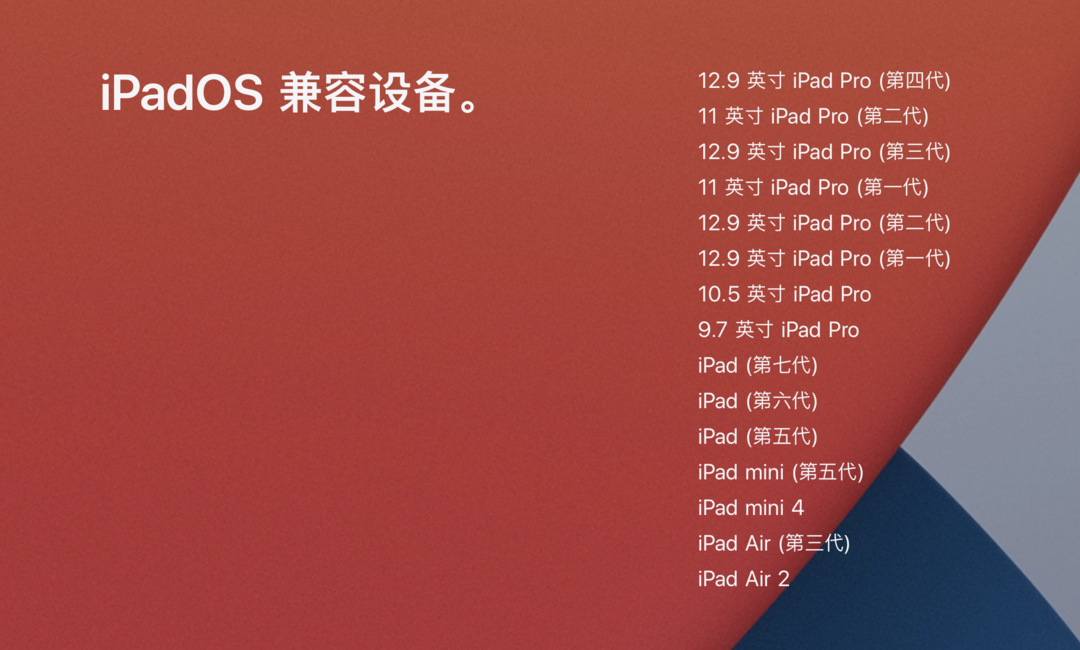 iPadOS 兼容设备。
12.9 英寸 iPad Pro (第四代)
11 英寸 iPad Pro (第二代)
12.9 英寸 iPad Pro (第三代)
11 英寸 iPad Pro (第一代)
12.9 英寸 iPad Pro (第二代)
12.9 英寸 iPad Pro (第一代)
10.5 英寸 iPad Pro
9.7 英寸 iPad Pro
iPad (第七代)
iPad (第六代)
iPad (第五代)
iPad mini (第五代)
iPad mini 4
iPad Air (第三代)
iPad Air 2